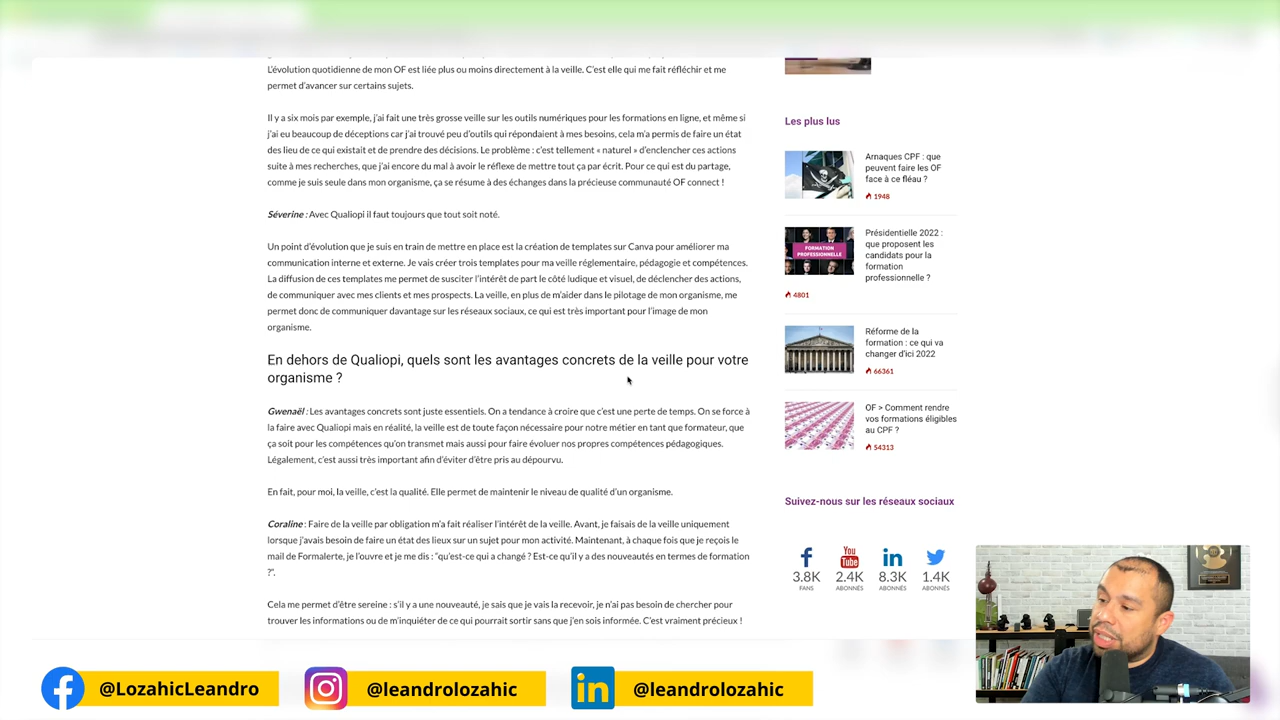 L'évolution quotidienne de mon OF est liée plus ou moins directement à la veille. C'est elle qui me fait réfléchir et me
permet d'avancer sur certains sujets.
Il y a six mois par exemple, j'ai fait une très grosse veille sur les outils numériques pour les formations en ligne, et même si
j'ai eu beaucoup de déceptions car j'ai trouvé peu d'outils qui répondaient à mes besoins, cela m'a permis de faire un état
des lieu de ce qui existait et de prendre des décisions. Le problème : c'est tellement « naturel » d'enclencher ces actions
suite à mes recherches, que j'ai encore du mal à avoir le réflexe de mettre tout ça par écrit. Pour ce qui est du partage,
comme je suis seule dans mon organisme, ça se résume à des échanges dans la précieuse communauté OF connect !
Séverine : Avec Qualiopi il faut toujours que tout soit noté.
Un point d'évolution que je suis en train de mettre en place est la création de templates sur Canva pour améliorer ma
communication interne et externe. Je vais créer trois templates pour ma veille réglementaire, pédagogie et compétences.
La diffusion de ces templates me permet de susciter l'intérêt de part le côté ludique et visuel, de déclencher des actions,
de communiquer avec mes clients et mes prospects. La veille, en plus de m'aider dans le pilotage de mon organisme, me
permet donc de communiquer davantage sur les réseaux sociaux, ce qui est très important pour l'image de mon
organisme.
En dehors de Qualiopi, quels sont les avantages concrets de la veille pour votre
organisme ?
Gwenaël : Les avantages concrets sont juste essentiels. On a tendance à croire que c'est une perte de temps. On se force à
la faire avec Qualiopi mais en réalité, la veille est de toute façon nécessaire pour notre métier en tant que formateur, que
ça soit pour les compétences qu'on transmet mais aussi pour faire évoluer nos propres compétences pédagogiques.
Légalement, c'est aussi très important afin d'éviter d'être pris au dépourvu.
En fait, pour moi, la veille, c'est la qualité. Elle permet de maintenir le niveau de qualité d'un organisme.
Coraline : Faire de la veille par obligation m'a fait réaliser l'intérêt de la veille. Avant, je faisais de la veille uniquement
lorsque j'avais besoin de faire un état des lieux sur un sujet pour mon activité. Maintenant, à chaque fois que je reçois le
mail de Formalerte, je l'ouvre et je me dis : "qu'est-ce qui a changé ? Est-ce qu'il y a des nouveautés en termes de formation
?".
Cela me permet d'être sereine : s'il y a une nouveauté, je sais que je vais la recevoir, je n'ai pas besoin de chercher pour
trouver les informations ou de m'inquiéter de ce qui pourrait sortir sans que j'en sois informée. C'est vraiment précieux !
Les plus lus
Arnaques CPF : que
peuvent faire les OF
face à ce fléau ?
1948
FORMATION
PROFESSIONNELLE
Présidentielle 2022 :
que proposent les
candidats pour la
formation
professionnelle ?
4801
Réforme de la
formation : ce qui va
changer d'ici 2022
66361
OF > Comment rendre
vos formations éligibles
au CPF ?
54313
Suivez-nous sur les réseaux sociaux
You
Tube
3.8K
2.4K
8.3K
1.4K
FANS
ABONNÉS
ABONNÉS
ABONNÉS
@LozahicLeandro
@leandrolozahic
@leandrolozahic